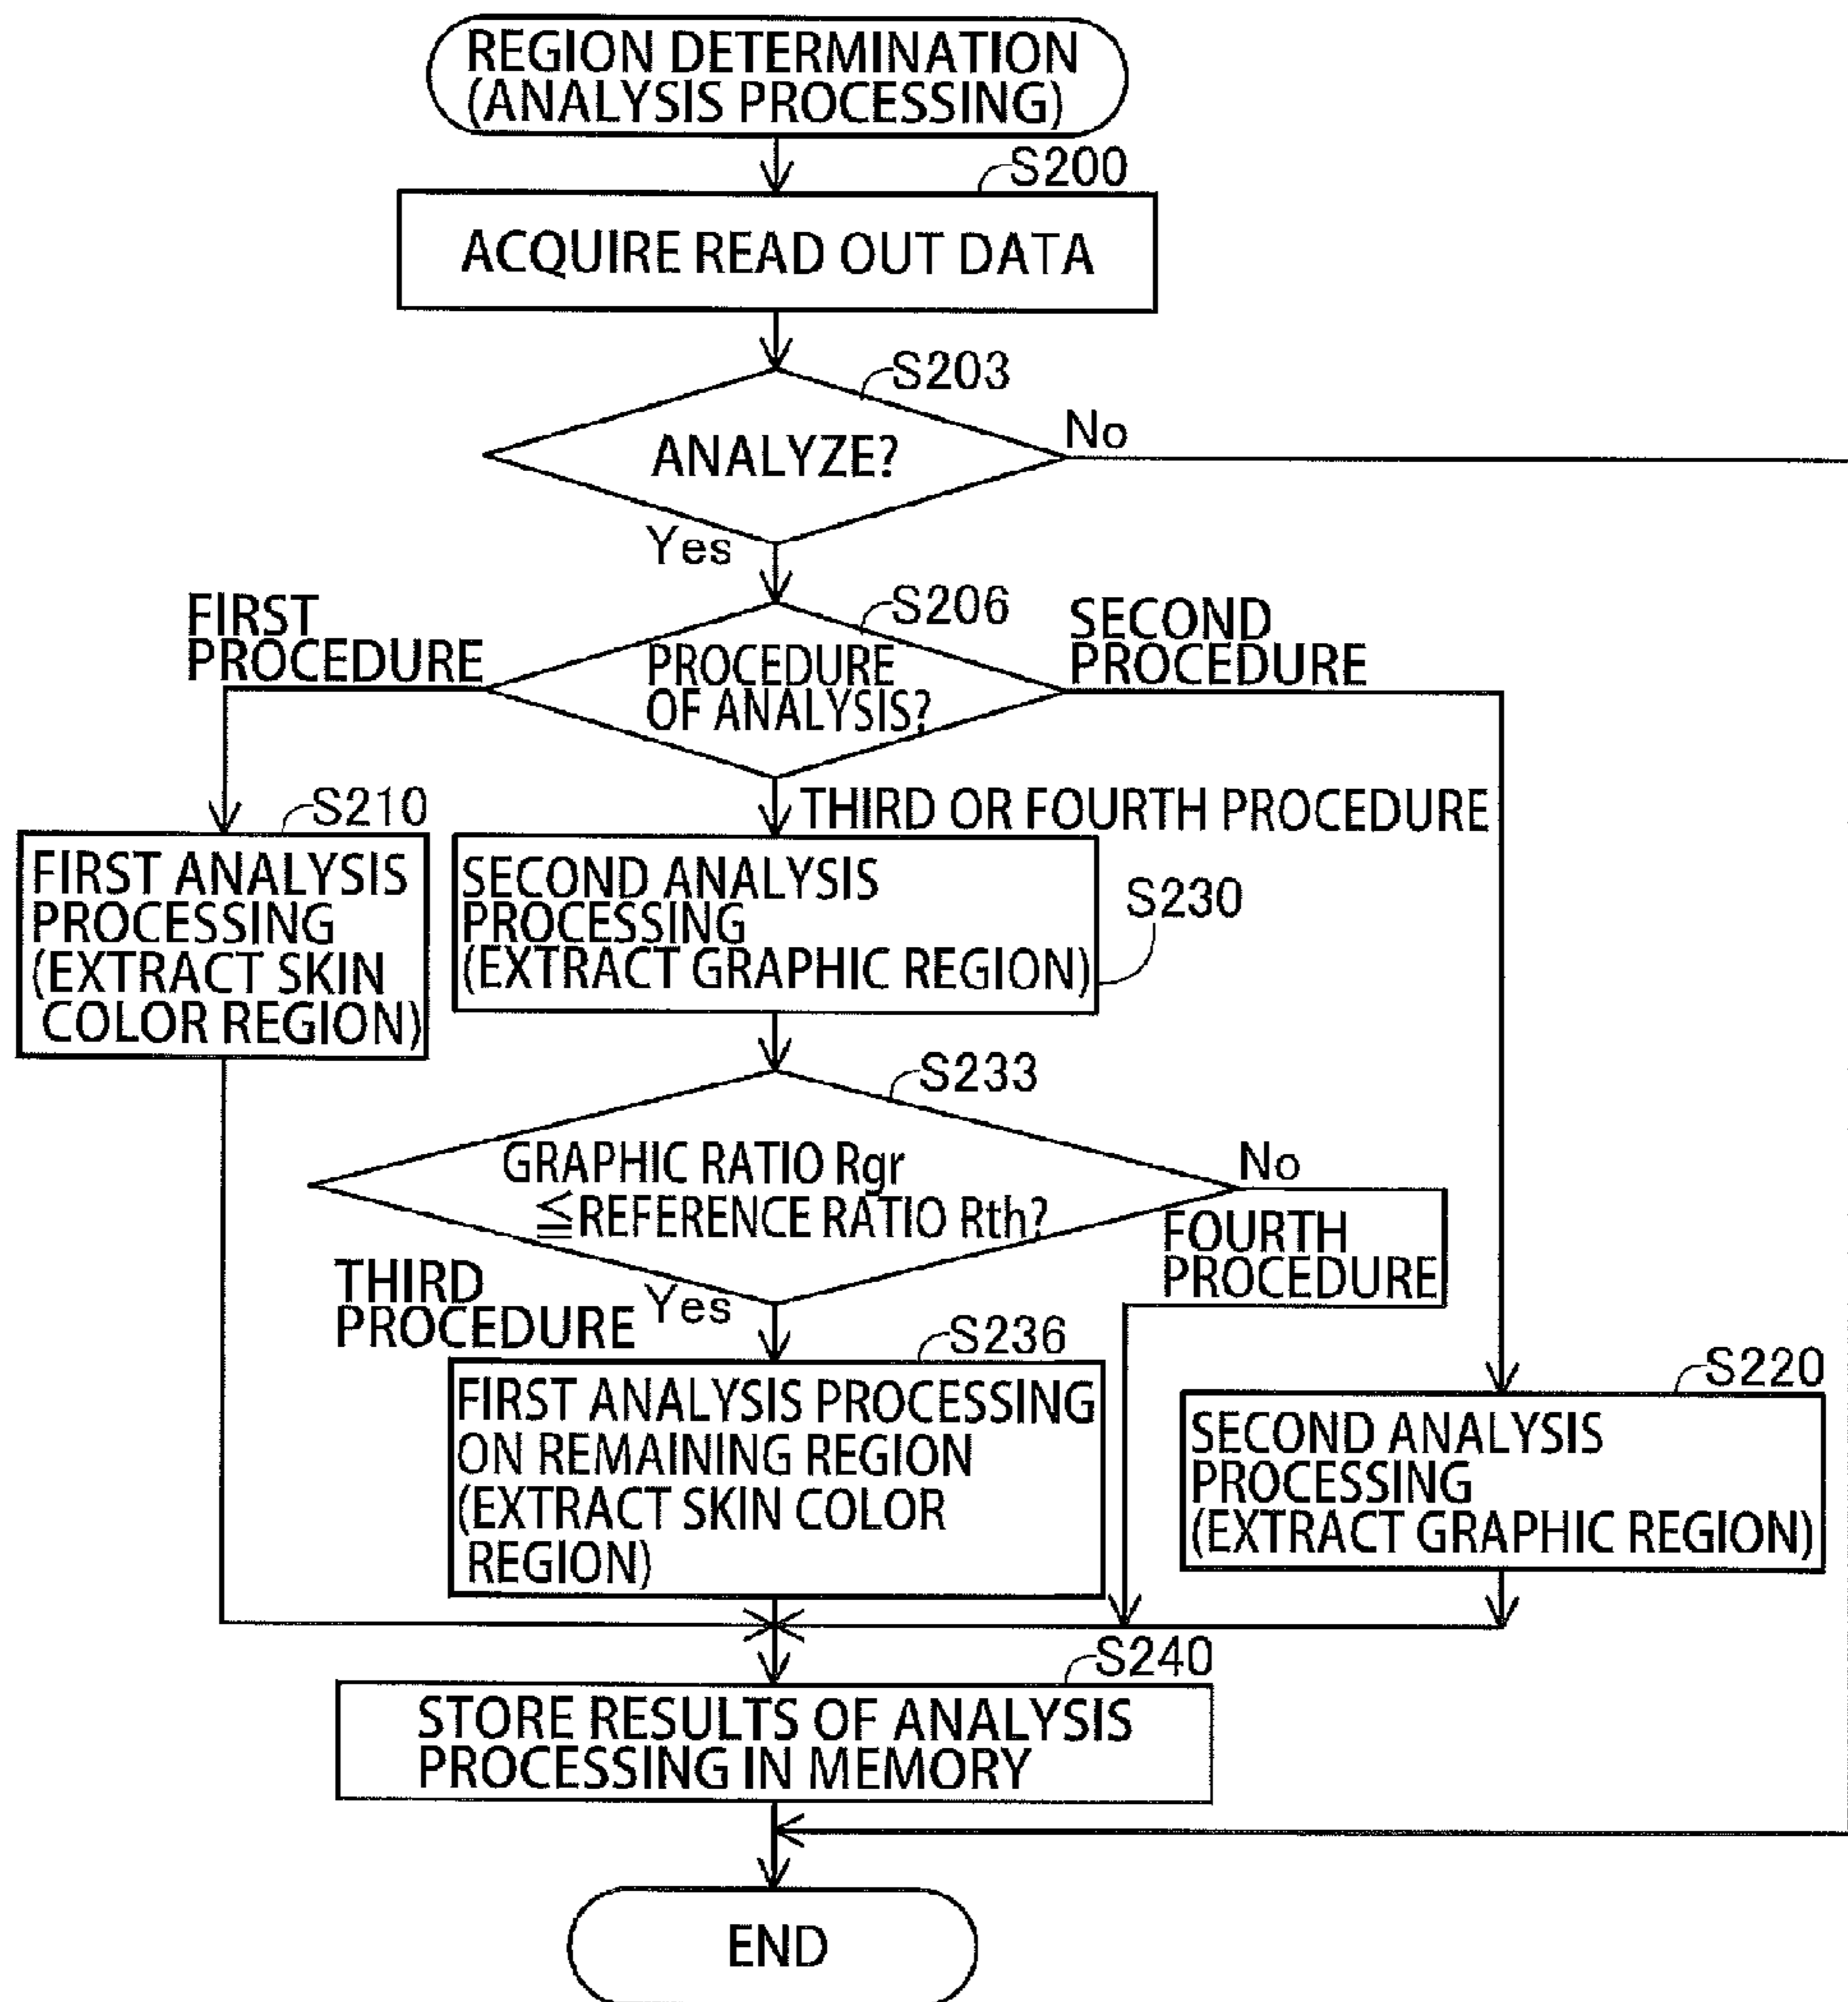 REGION DETERMINATION
(ANALYSIS PROCESSING)
S200
ACQUIRE READ OUT DATA
S203
ANALYZE?
No
Yes
S206
FIRST
PROCEDURE
PROCEDURE
OF ANALYSIS?
SECOND
PROCEDURE
THIRD OR FOURTH PROCEDURE
S210
FIRST ANALYSIS
PROCESSING
(EXTRACT SKIN
COLOR REGION)
SECOND ANALYSIS
PROCESSING
(EXTRACT GRAPHIC REGION)
S230
S233
GRAPHIC RATIO Rgr
≦REFERENCE RATIO Rth?
No
FOURTH
PROCEDURE
THIRD
PROCEDURE
Yes
S236
FIRST ANALYSIS PROCESSING
ON REMAINING REGION
(EXTRACT SKIN COLOR
REGION)
S220
SECOND ANALYSIS
PROCESSING
(EXTRACT GRAPHIC REGION)
S240
STORE RESULTS OF ANALYSIS
PROCESSING IN MEMORY
END